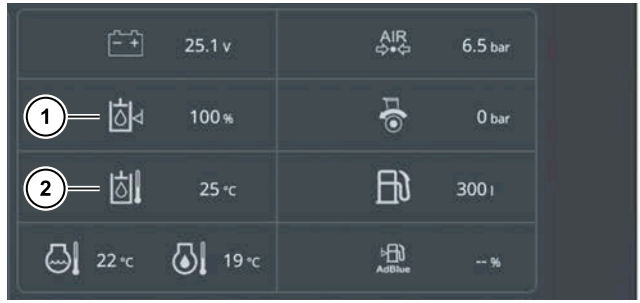 25.1 v
AIR
6.5 bar
1
100 %
0 bar
2
25 °C
300 l
22 °C
19 °C
AdBlue
-- %